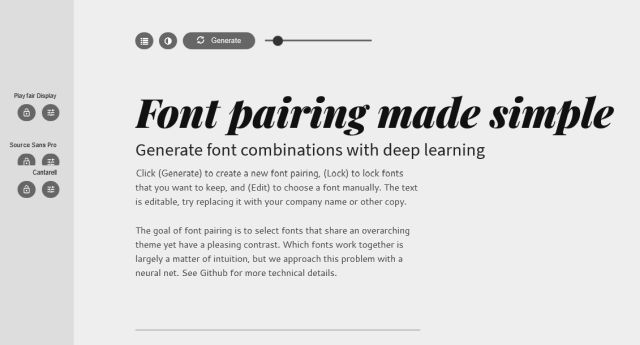 Generate
Playfair Display
Source Sans Pro
Cantarell
Font pairing made simple
Generate font combinations with deep learning
Click (Generate) to create a new font pairing, (Lock) to lock fonts
that you want to keep, and (Edit) to choose a font manually. The text
is editable, try replacing it with your company name or other copy.
The goal of font pairing is to select fonts that share an overarching
theme yet have a pleasing contrast. Which fonts work together is
largely a matter of intuition, but we approach this problem with a
neural net. See Github for more technical details.